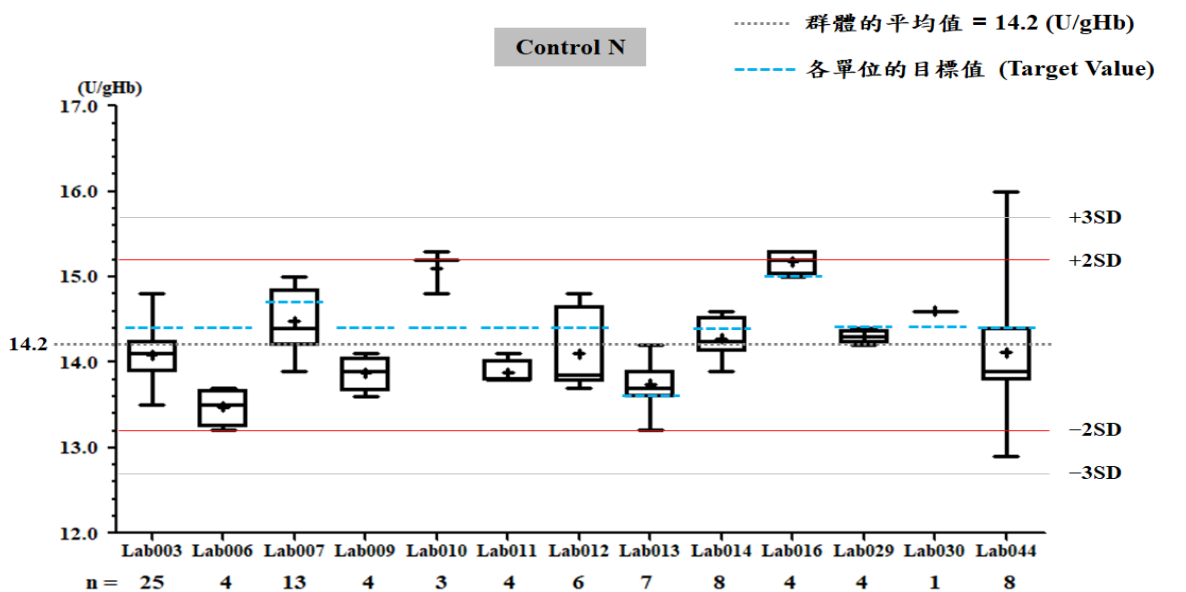 群體的平均值 = 14.2 (U/gHb)
Control N
各單位的目標值 (Target Value)
(U/gHb)
17.0
16.0
+3SD
+2SD
15.0
14.2
14.0
13.0
−2SD
−3SD
12.0
Lab003 Lab006 Lab007 Lab009 Lab010 Lab011 Lab012 Lab013 Lab014 Lab016 Lab029 Lab030 Lab044
n = 25 4 13 4 3 4 6 7 8 4 4 1 8